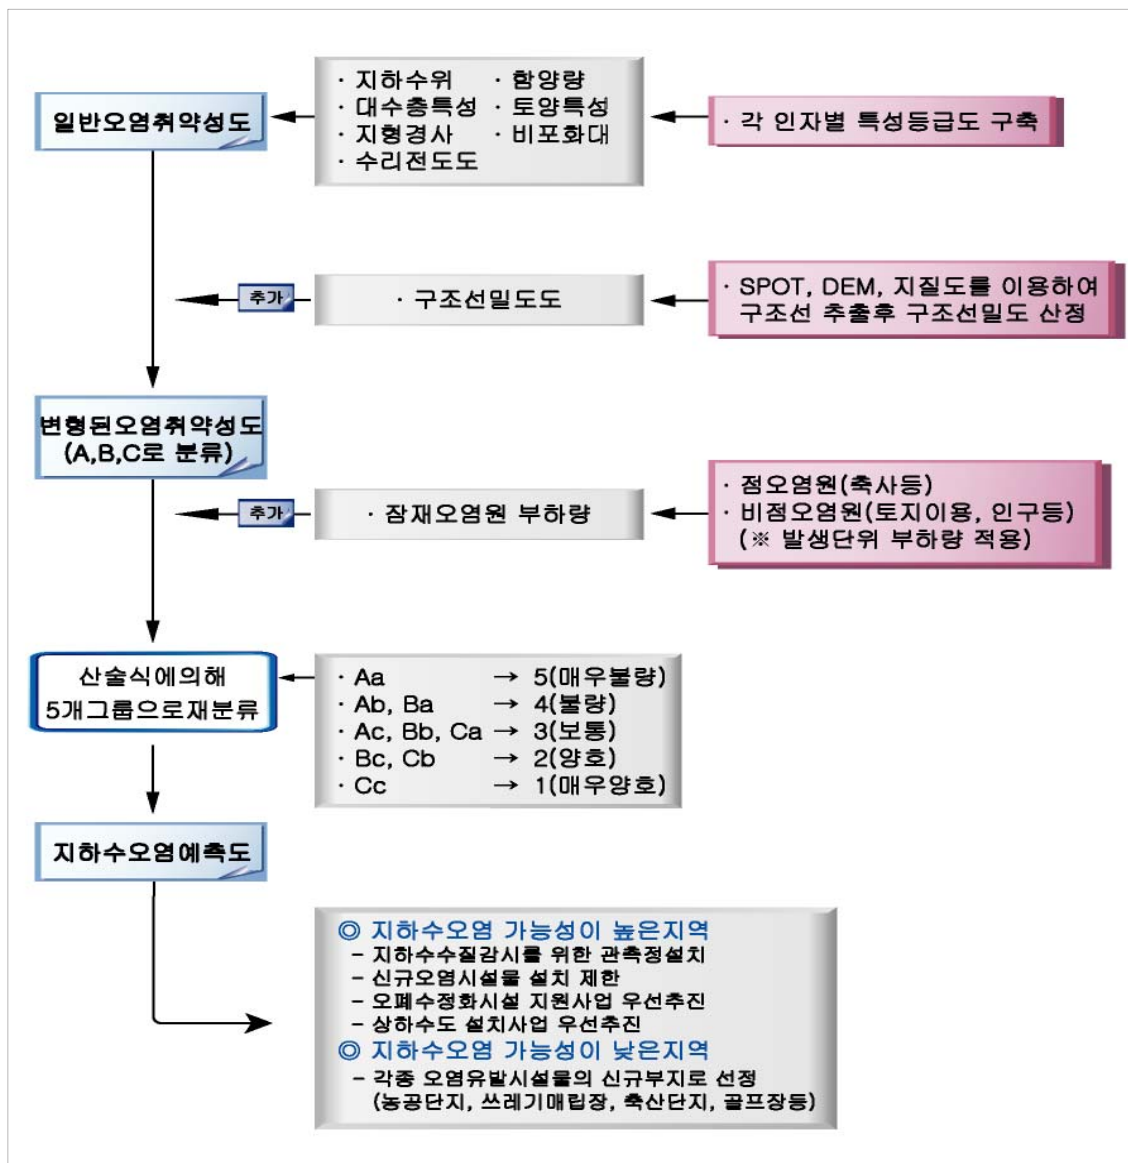 일반오염취약성도
· 지하수위 · 함양량
· 대수층특성 · 토양특성
· 지형경사 · 비포화대
· 수리전도도
· 각 인자별 특성등급도 구축
추가
· 구조선밀도도
· SPOT, DEM, 지질도를 이용하여
구조선 추출후 구조선밀도 산정
변형된오염취약성도
(A,B,C로 분류)
추가
· 잠재오염원 부하량
· 점오염원(축사등)
· 비점오염원(토지이용, 인구등)
(※ 발생단위 부하량 적용)
산술식에의해
5개그룹으로재분류
· Aa → 5(매우불량)
· Ab, Ba → 4(불량)
· Ac, Bb, Ca → 3(보통)
· Bc, Cb → 2(양호)
· Cc → 1(매우양호)
지하수오염예측도
◎ 지하수오염 가능성이 높은지역
– 지하수수질감시를 위한 관측정설치
– 신규오염시설물 설치 제한
– 오폐수정화시설 지원사업 우선추진
– 상하수도 설치사업 우선추진
◎ 지하수오염 가능성이 낮은지역
– 각종 오염유발시설물의 신규부지로 선정
(농공단지, 쓰레기매립장, 축산단지, 골프장등)